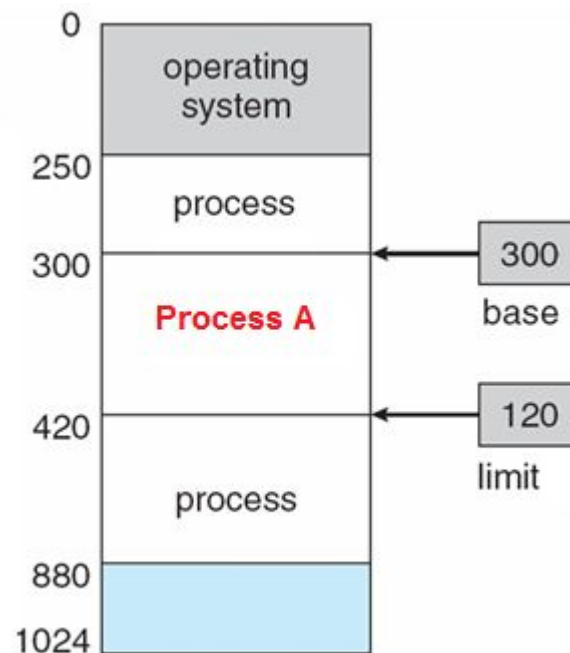 0
operating
system
250
process
300
300
base
Process A
420
120
limit
process
880
1024